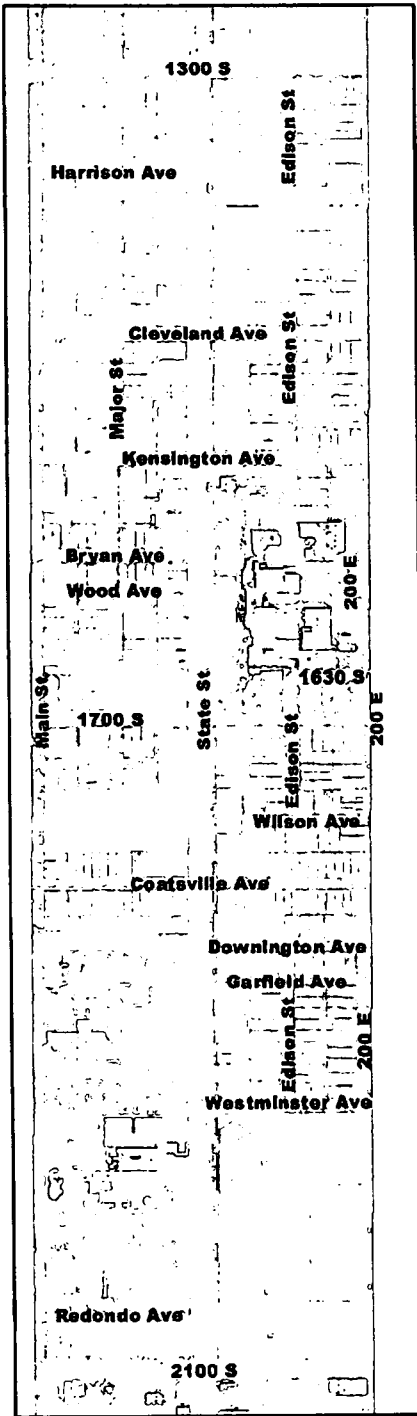 1300 S
Edison St
Harrison Ave
Cleveland Ave
Edison St
Major St
Kensington Ave
Bryan Ave
Wood Ave
200 E
1630 S
Main St
1700 S
State St
Edison St
200 E
Wilson Ave
Coatsville Ave
Downington Ave
Garfield Ave
Edison St
200 E
Westminster Ave
Redondo Ave
2100 S